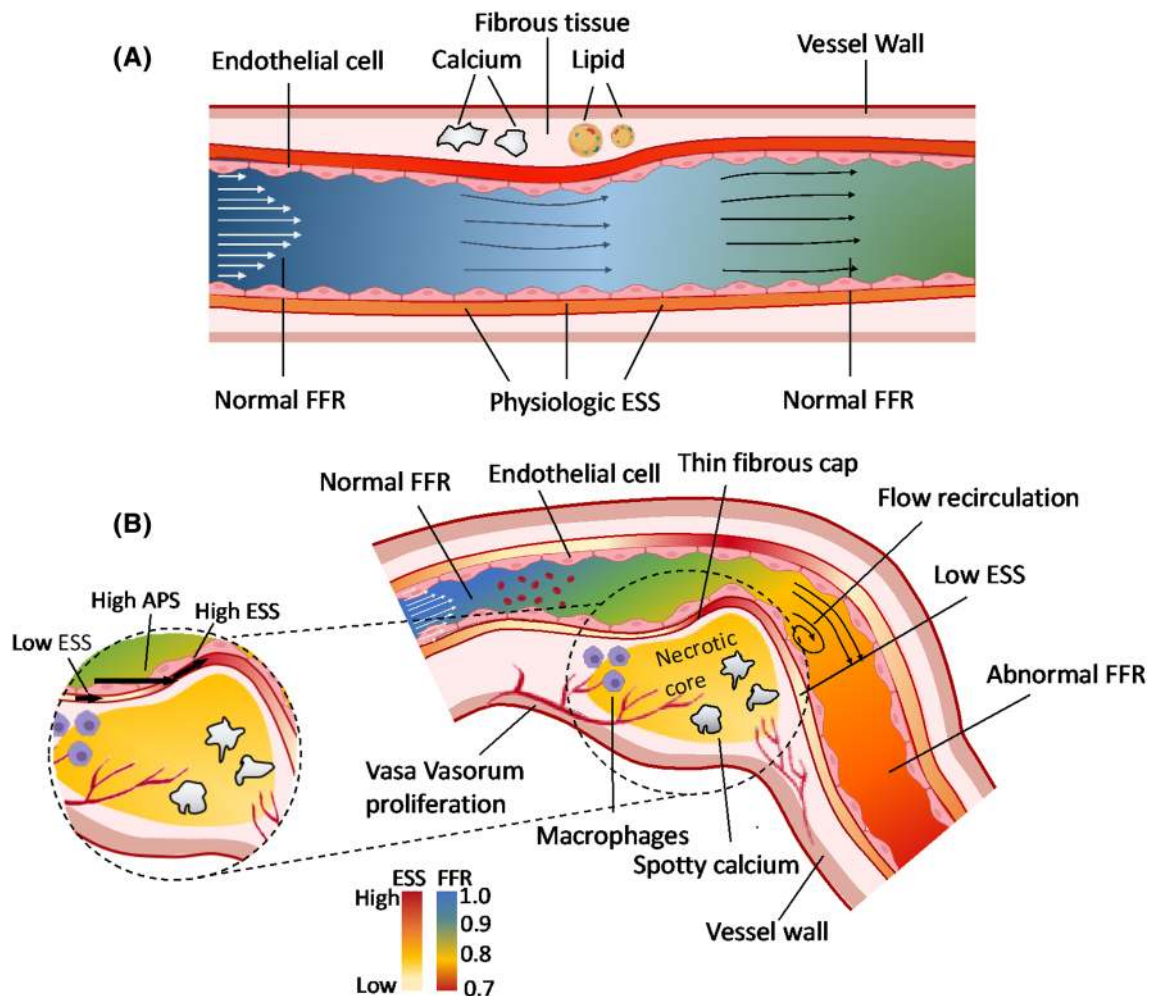 (A)
Fibrous tissue
Endothelial cell
Calcium
Lipid
Vessel Wall
Normal FFR
Physiologic ESS
Normal FFR
(B)
Normal FFR
Endothelial cell
Thin fibrous cap
Flow recirculation
High APS
High ESS
Low ESS
Low ESS
Necrotic
core
Abnormal FFR
Vasa Vasorum
proliferation
Macrophages
Spotty calcium
Vessel wall
ESS FFR
High 1.0
0.9
0.8
Low 0.7